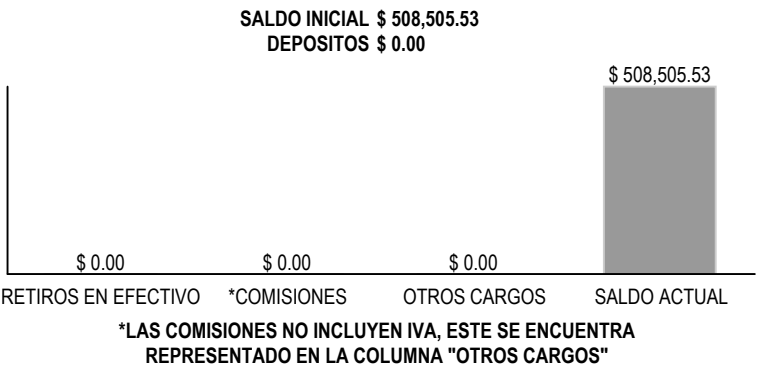 SALDO INICIAL $ 508,505.53
DEPOSITOS $ 0.00
$ 508,505.53
$ 0.00 $ 0.00 $ 0.00
RETIROS EN EFECTIVO *COMISIONES OTROS CARGOS SALDO ACTUAL
*LAS COMISIONES NO INCLUYEN IVA, ESTE SE ENCUENTRA
REPRESENTADO EN LA COLUMNA "OTROS CARGOS"